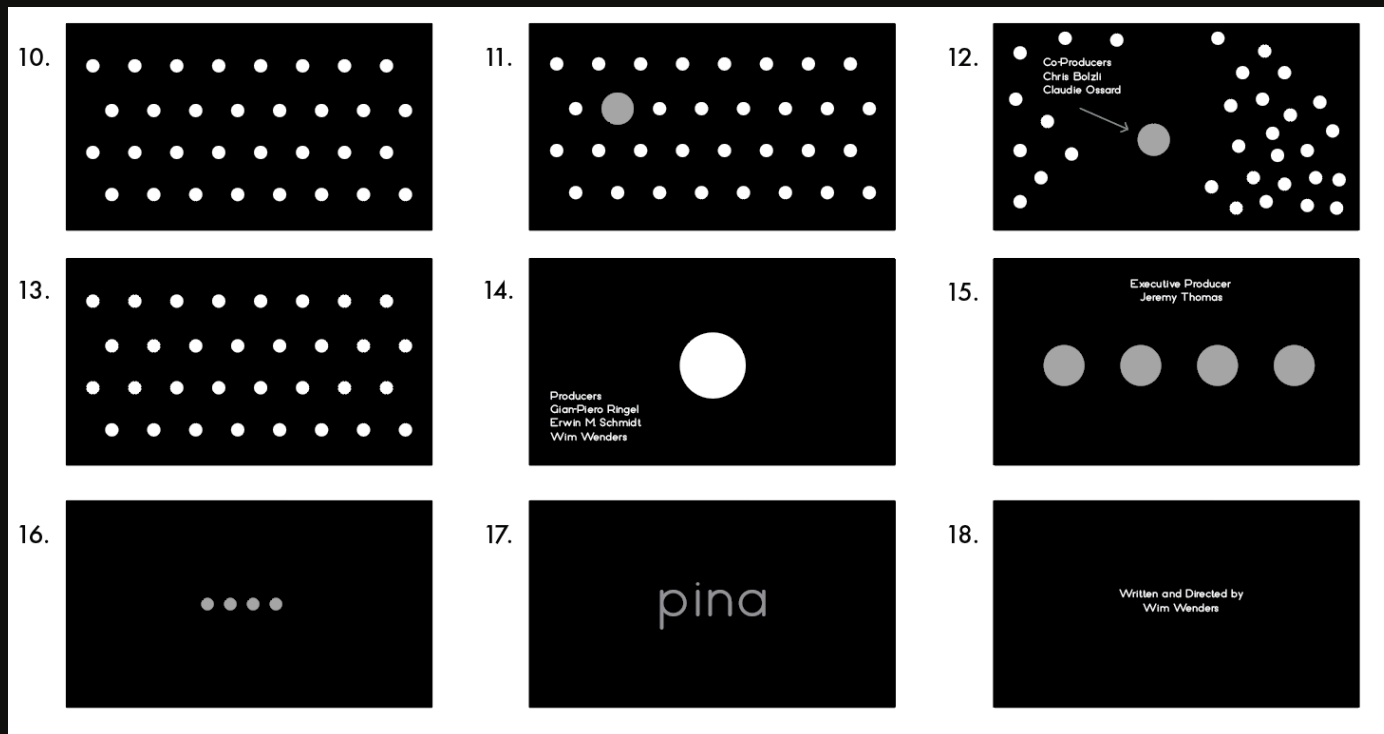 10.
11.
12.
Co-Producers
Chris Bolzli
Claudie Ossard
13.
14.
Producers
Gian-Piero Ringel
Erwin M. Schmidt
Wim Wenders
15.
Executive Producer
Jeremy Thomas
16.
17.
pina
18.
Written and Directed by
Wim Wenders